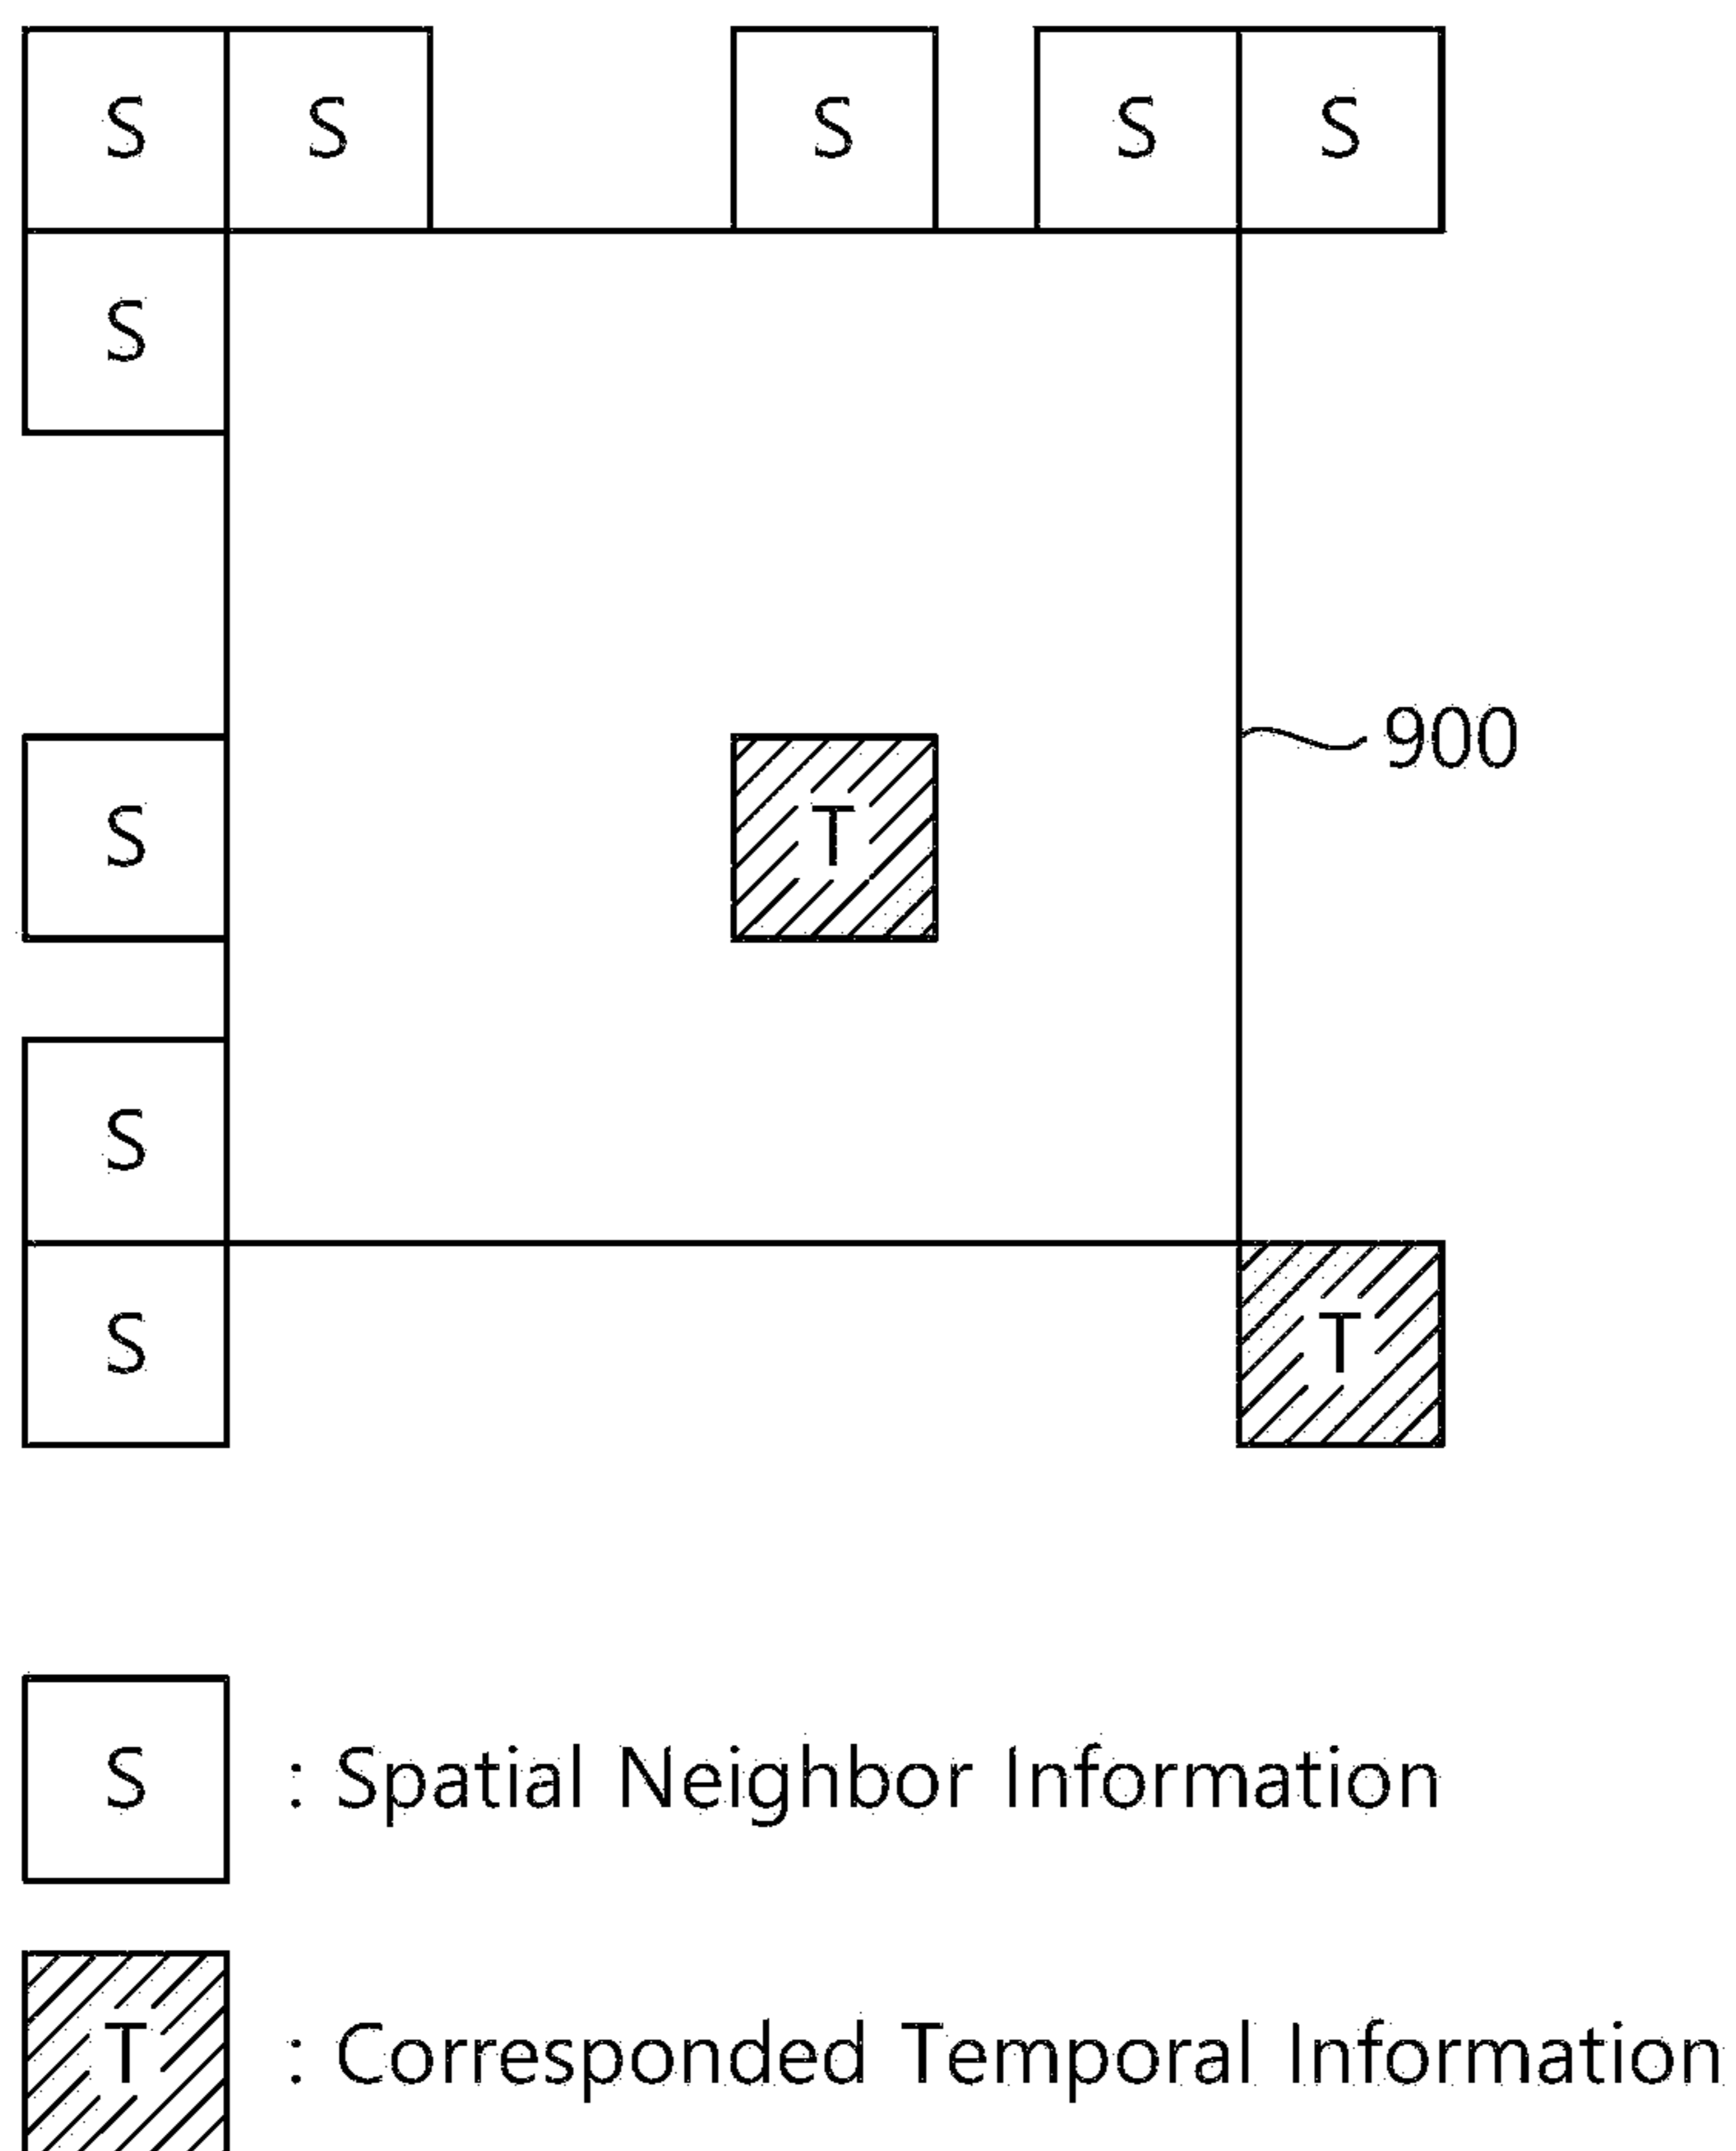 S S S S S
S
900
S T
S
S T
S : Spatial Neighbor Information
T : Corresponded Temporal Information